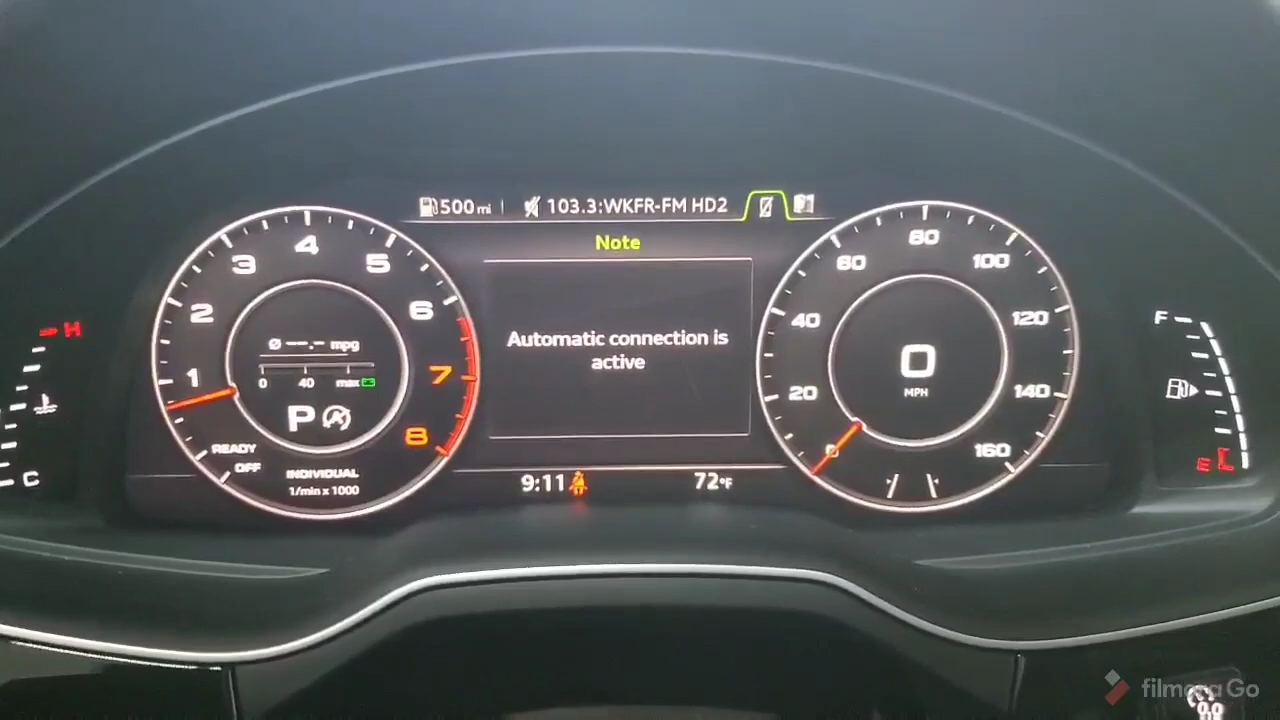 500 mi
103.3:WKFR-FM HD2
Note
Automatic connection is
active
9:11
72°F
1
2
3
4
5
6
7
8
Ø --.- mpg
0 40 max
P
READY
OFF
INDIVIDUAL
1/min x 1000
0
20
40
60
80
100
120
140
160
0
MPH
H
C
F
E
filmora Go